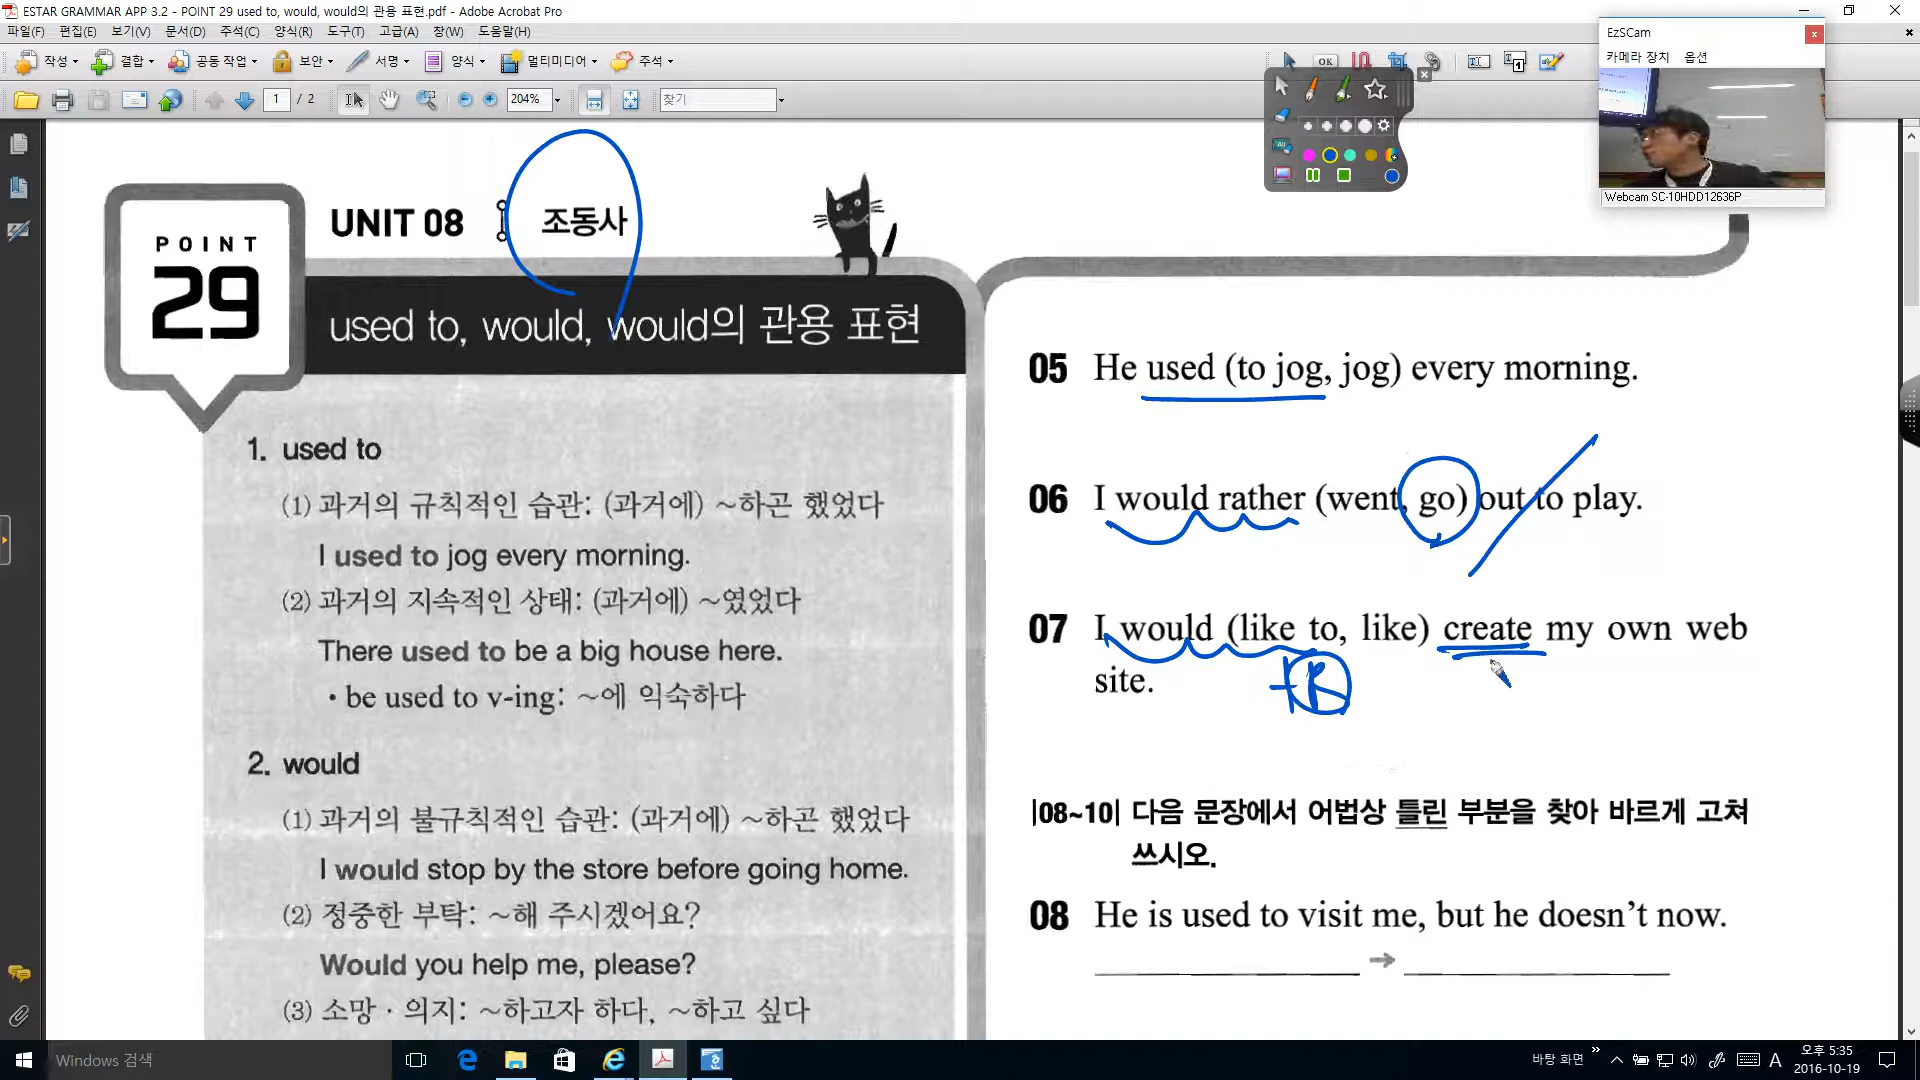 ESTAR GRAMMAR APP 3.2 - POINT 29 used to, would, would의 관용 표현.pdf - Adobe Acrobat Pro
파일(F) 편집(E) 보기(V) 문서(D) 주석(C) 양식(R) 도구(T) 고급(A) 창(W) 도움말(H)
작성 결합 공동 작업 보안 서명 양식 멀티미디어 주석
OK
1 / 2 204% 찾기
EzSCam
카메라 장치 옵션
Webcam SC-10HDD12636P
POINT
29
UNIT 08 조동사
used to, would, would의 관용 표현
1. used to
(1) 과거의 규칙적인 습관: (과거에) ~하곤 했었다
I used to jog every morning.
(2) 과거의 지속적인 상태: (과거에) ~였었다
There used to be a big house here.
• be used to v-ing: ~에 익숙하다
2. would
(1) 과거의 불규칙적인 습관: (과거에) ~하곤 했었다
I would stop by the store before going home.
(2) 정중한 부탁: ~해 주시겠어요?
Would you help me, please?
(3) 소망 · 의지: ~하고자 하다, ~하고 싶다
05 He used (to jog, jog) every morning.
06 I would rather (went, go) out to play.
07 I would (like to, like) create my own web
site.
+R
|08~10| 다음 문장에서 어법상 틀린 부분을 찾아 바르게 고쳐
쓰시오.
08 He is used to visit me, but he doesn't now.
→
Windows 검색
바탕 화면 A 오후 5:35
2016-10-19